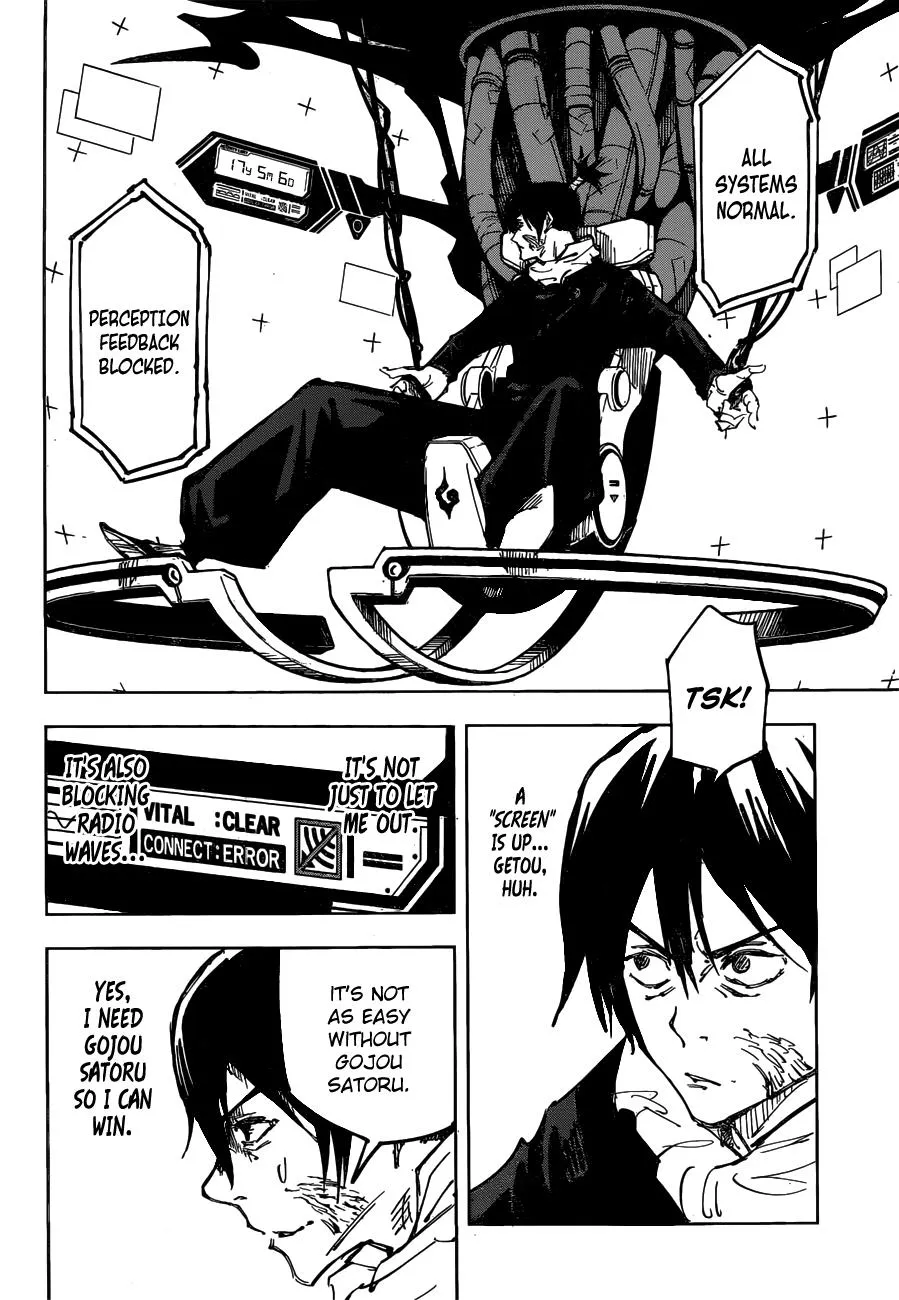 ALL
SYSTEMS
NORMAL.
17y 5m 6D
VITAL :CLEAR
PERCEPTION
FEEDBACK
BLOCKED.
TSK!
A
"SCREEN"
IS UP...
GETOU,
HUH.
IT'S NOT
JUST TO LET
ME OUT.
IT'S ALSO
BLOCKING
RADIO
WAVES...
VITAL :CLEAR
CONNECT:ERROR
IT'S NOT
AS EASY
WITHOUT
GOJOU
SATORU.
YES,
I NEED
GOJOU
SATORU
SO I CAN
WIN.